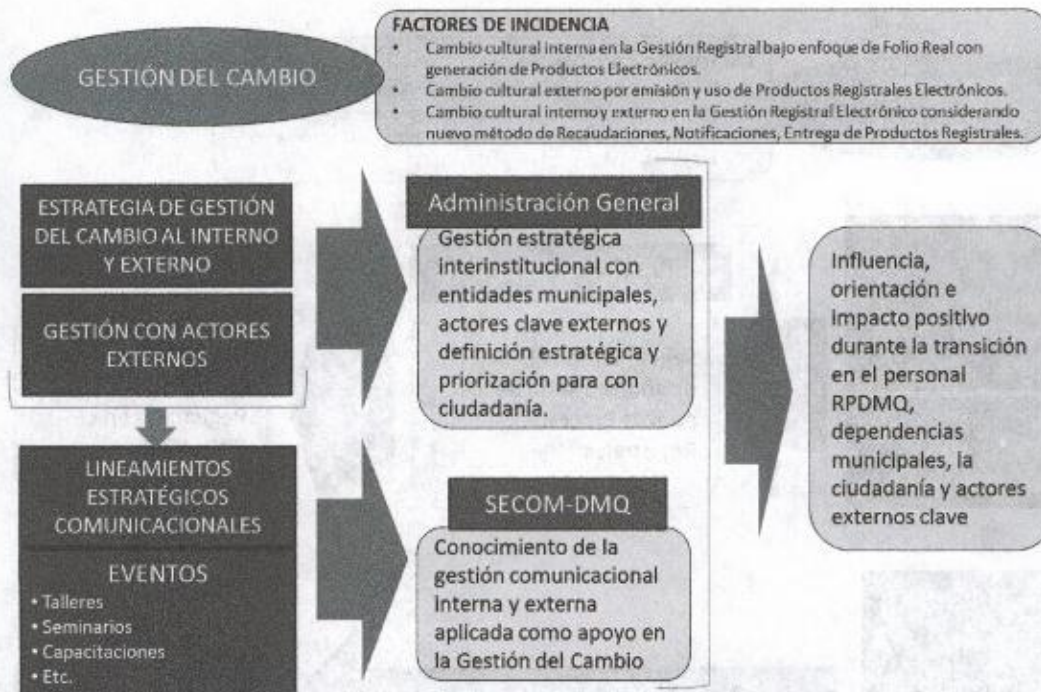 GESTIÓN DEL CAMBIO
FACTORES DE INCIDENCIA
• Cambio cultural interna en la Gestión Registral bajo enfoque de Folio Real con
generación de Productos Electrónicos.
• Cambio cultural externo por emisión y uso de Productos Registrales Electrónicos.
• Cambio cultural interno y externo en la Gestión Registral Electrónico considerando
nuevo método de Recaudaciones, Notificaciones, Entrega de Productos Registrales.
ESTRATEGIA DE GESTIÓN
DEL CAMBIO AL INTERNO
Y EXTERNO
GESTIÓN CON ACTORES
EXTERNOS
LINEAMIENTOS
ESTRATÉGICOS
COMUNICACIONALES
EVENTOS
• Talleres
• Seminarios
• Capacitaciones
• Etc.
Administración General
Gestión estratégica
interinstitucional con
entidades municipales,
actores clave externos y
definición estratégica y
priorización para con
ciudadanía.
SECOM-DMQ
Conocimiento de la
gestión comunicacional
Interna y externa
aplicada como apoyo en
la Gestión del Cambio
Influencia,
orientación e
impacto positivo
durante la transición
en el personal
RPDMQ,
dependencias
municipales, la
ciudadanía y actores
externos clave